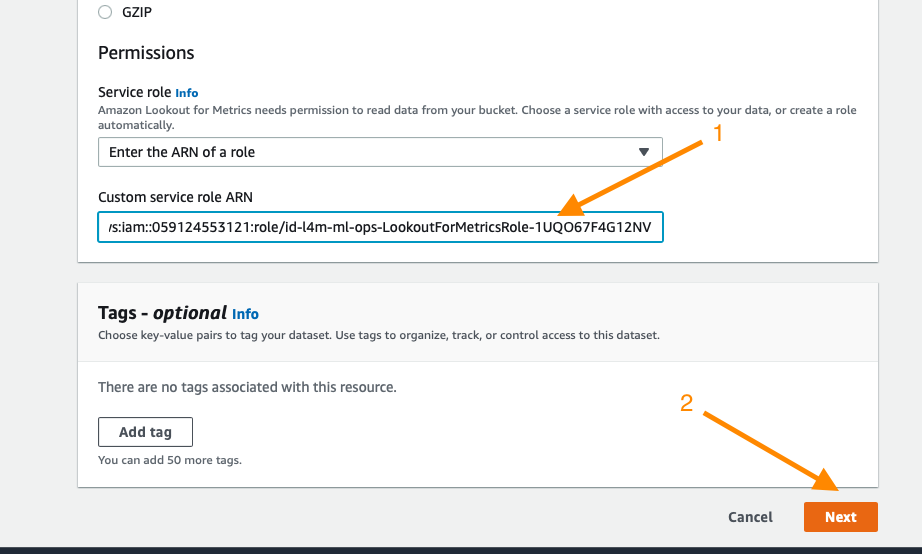 GZIP
Permissions
Service role Info
Amazon Lookout for Metrics needs permission to read data from your bucket. Choose a service role with access to your data, or create a role
automatically.
1
Enter the ARN of a role
Custom service role ARN
s:iam::059124553121:role/id-l4m-ml-ops-LookoutForMetricsRole-1UQO67F4G12NV
Tags - optional Info
Choose key-value pairs to tag your dataset. Use tags to organize, track, or control access to this dataset.
There are no tags associated with this resource.
2
Add tag
You can add 50 more tags.
Cancel
Next